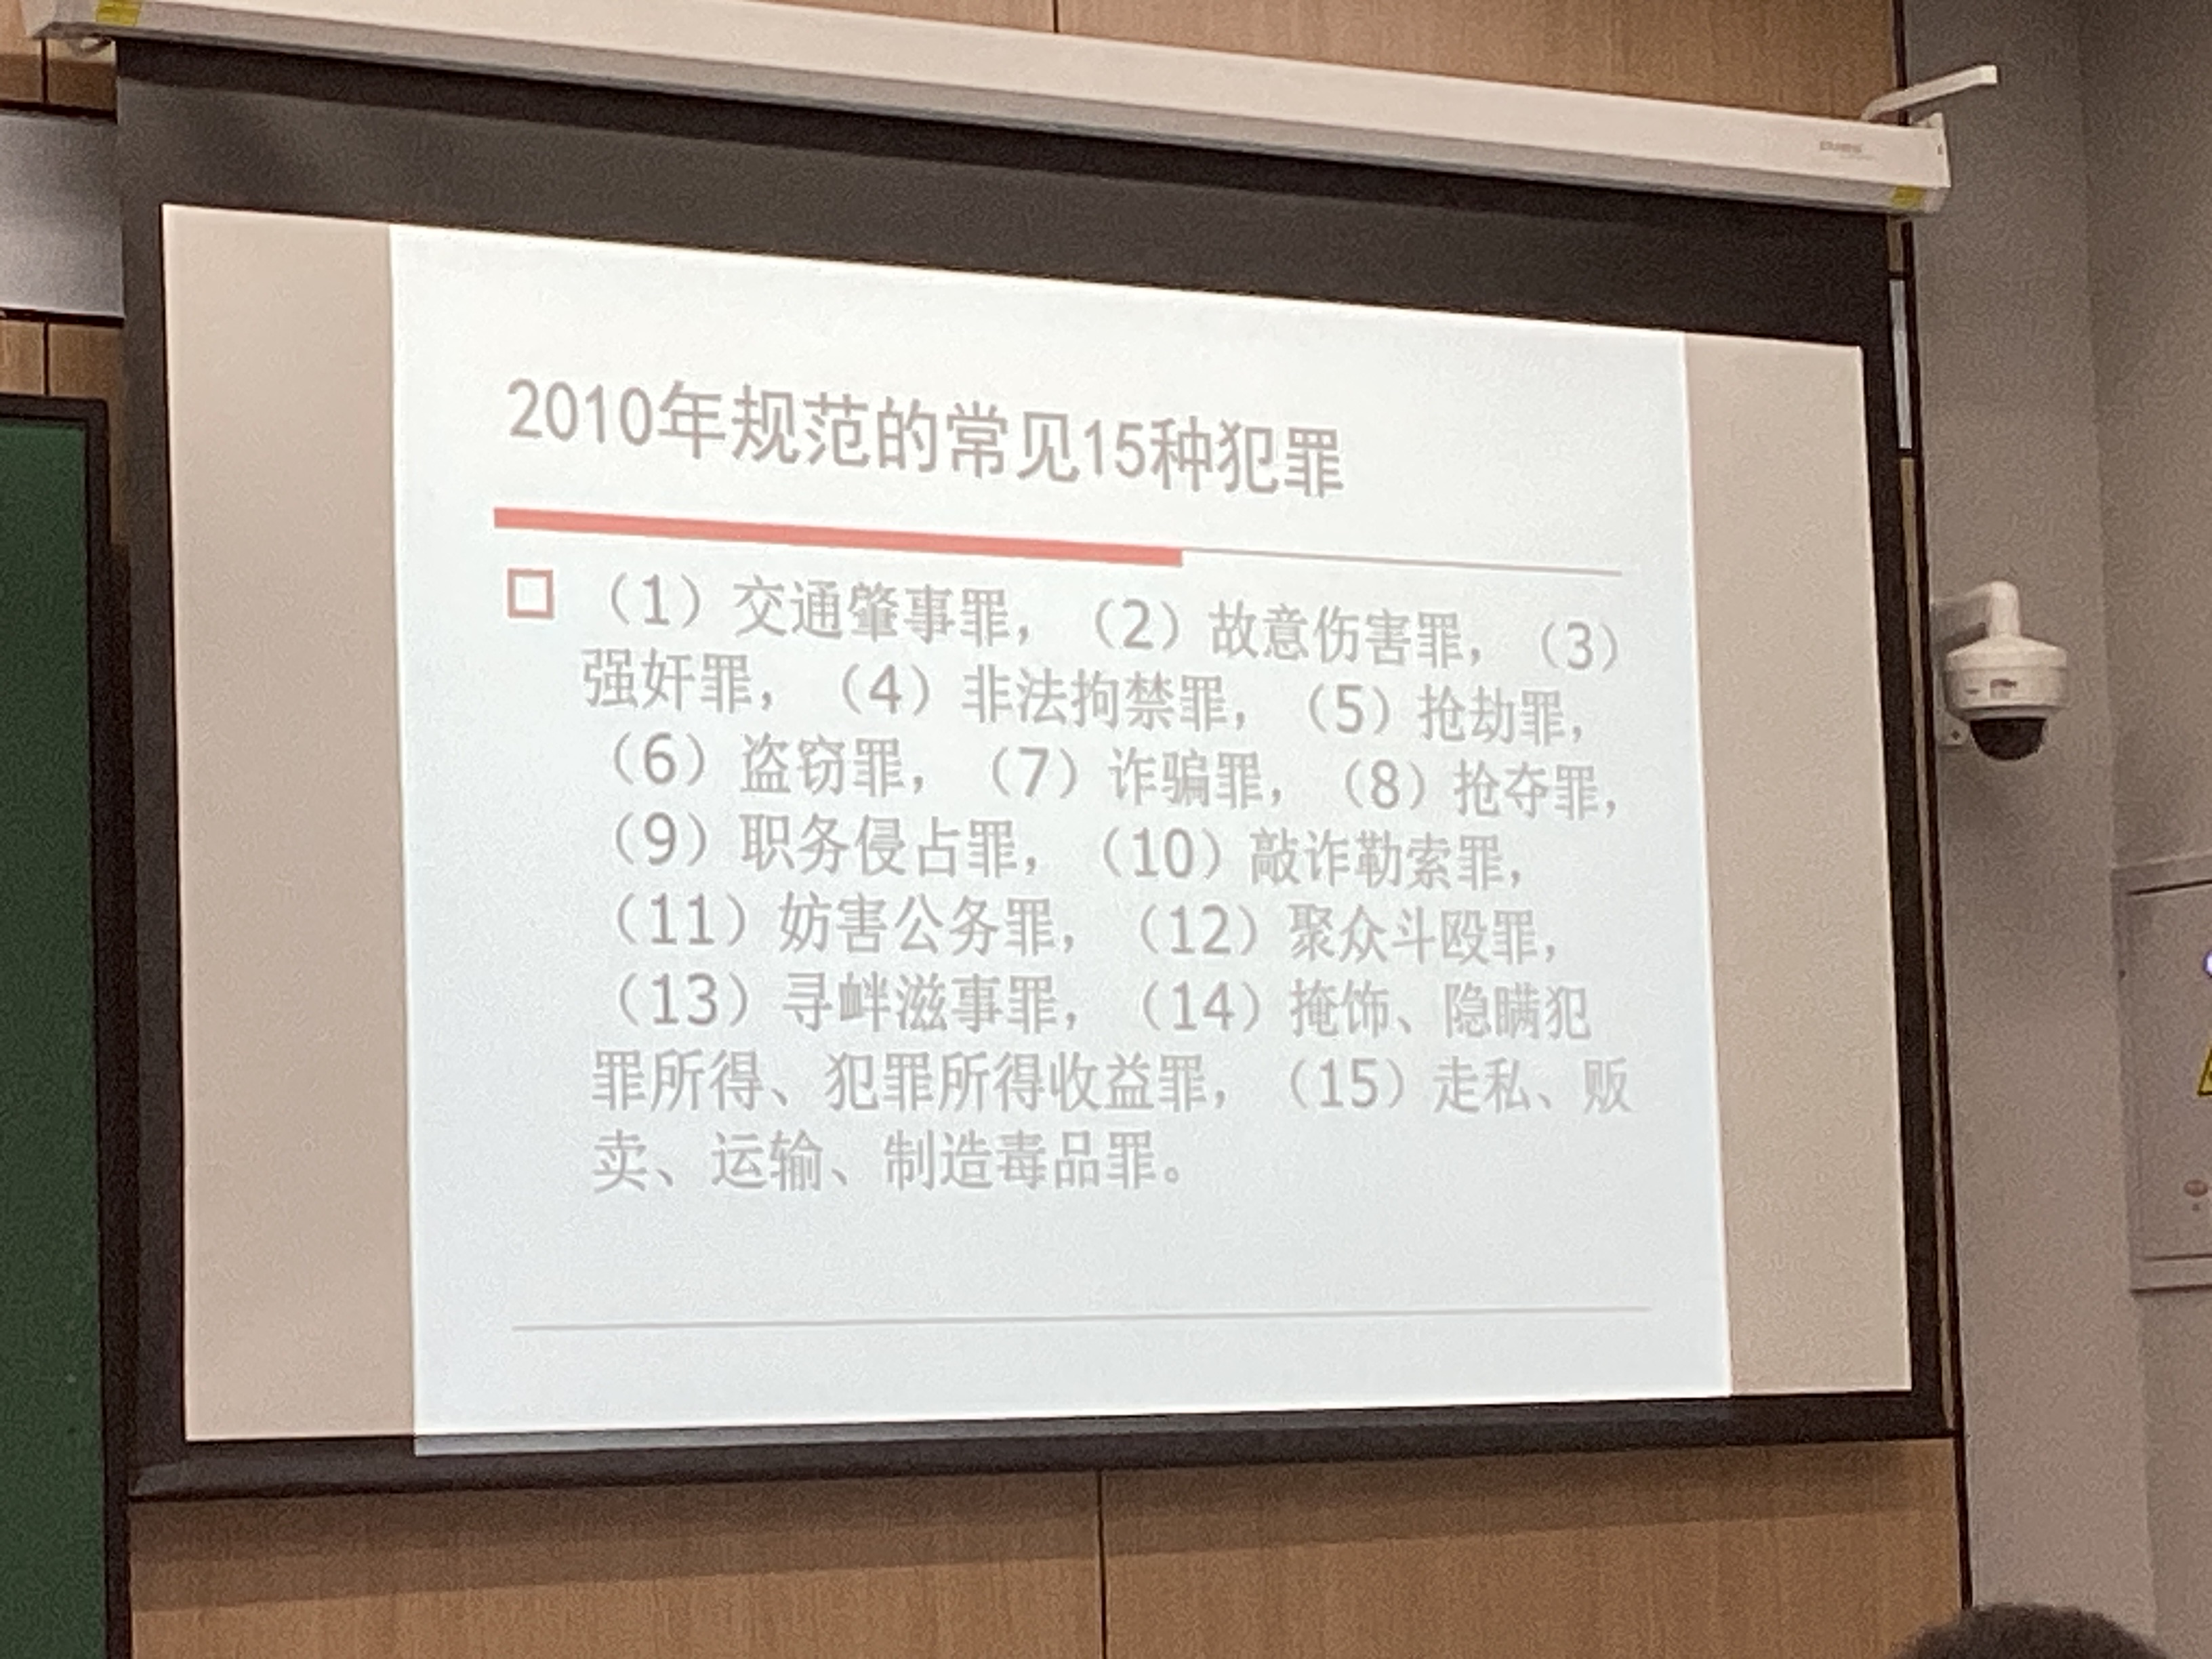 2010年规范的常见15种犯罪
（1）交通肇事罪，（2）故意伤害罪，（3）
强奸罪，（4）非法拘禁罪，（5）抢劫罪，
（6）盗窃罪，（7）诈骗罪，（8）抢夺罪，
（9）职务侵占罪，（10）敲诈勒索罪，
（11）妨害公务罪，（12）聚众斗殴罪，
（13）寻衅滋事罪，（14）掩饰、隐瞒犯
罪所得、犯罪所得收益罪，（15）走私、贩
卖、运输、制造毒品罪。